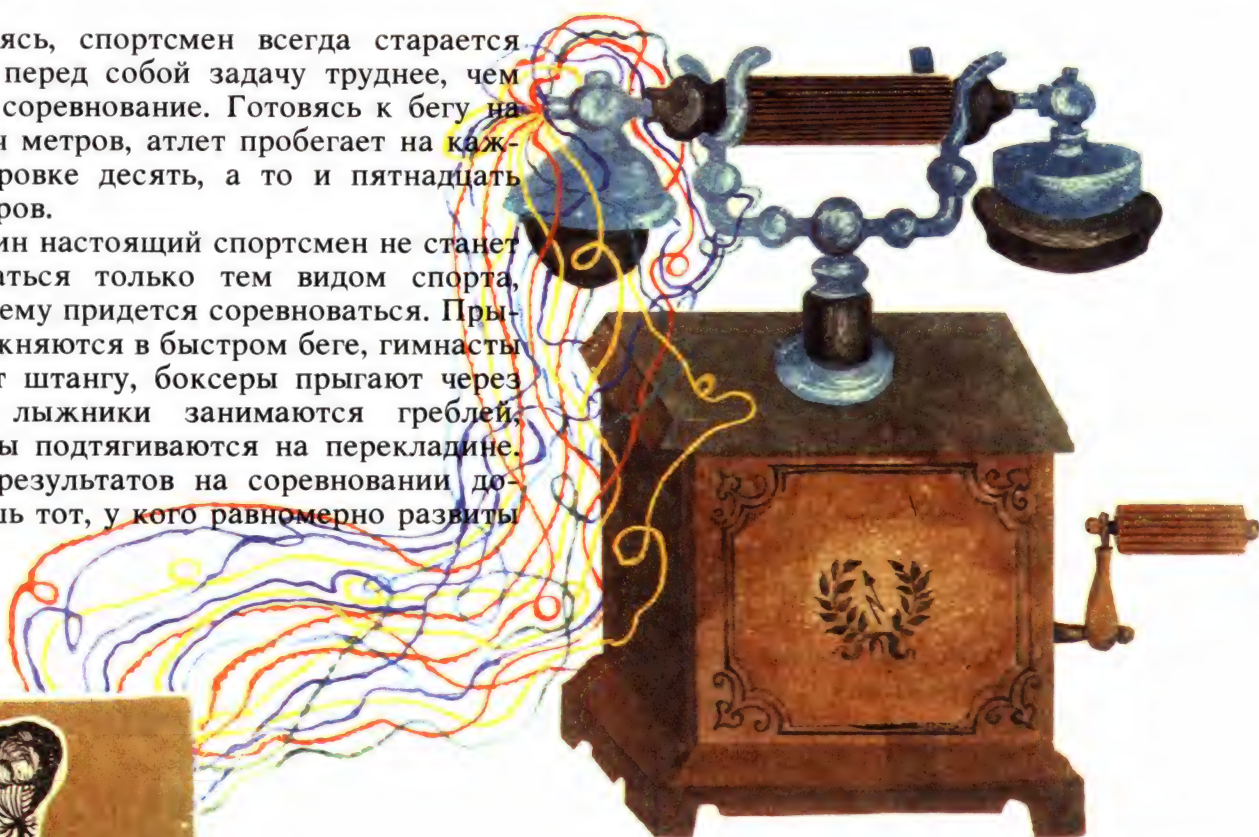 ясь, спортсмен всегда старается
перед собой задачу труднее, чем
соревнование. Готовясь к бегу на
ч метров, атлет пробегает на каж-
ровке десять, а то и пятнадцать
ров.
ин настоящий спортсмен не станет
аться только тем видом спорта,
ему придется соревноваться. Пры-
жняются в быстром беге, гимнасты
т штангу, боксеры прыгают через
лыжники занимаются греблей,
ы подтягиваются на перекладине.
результатов на соревновании до-
шь тот, у кого равномерно развиты